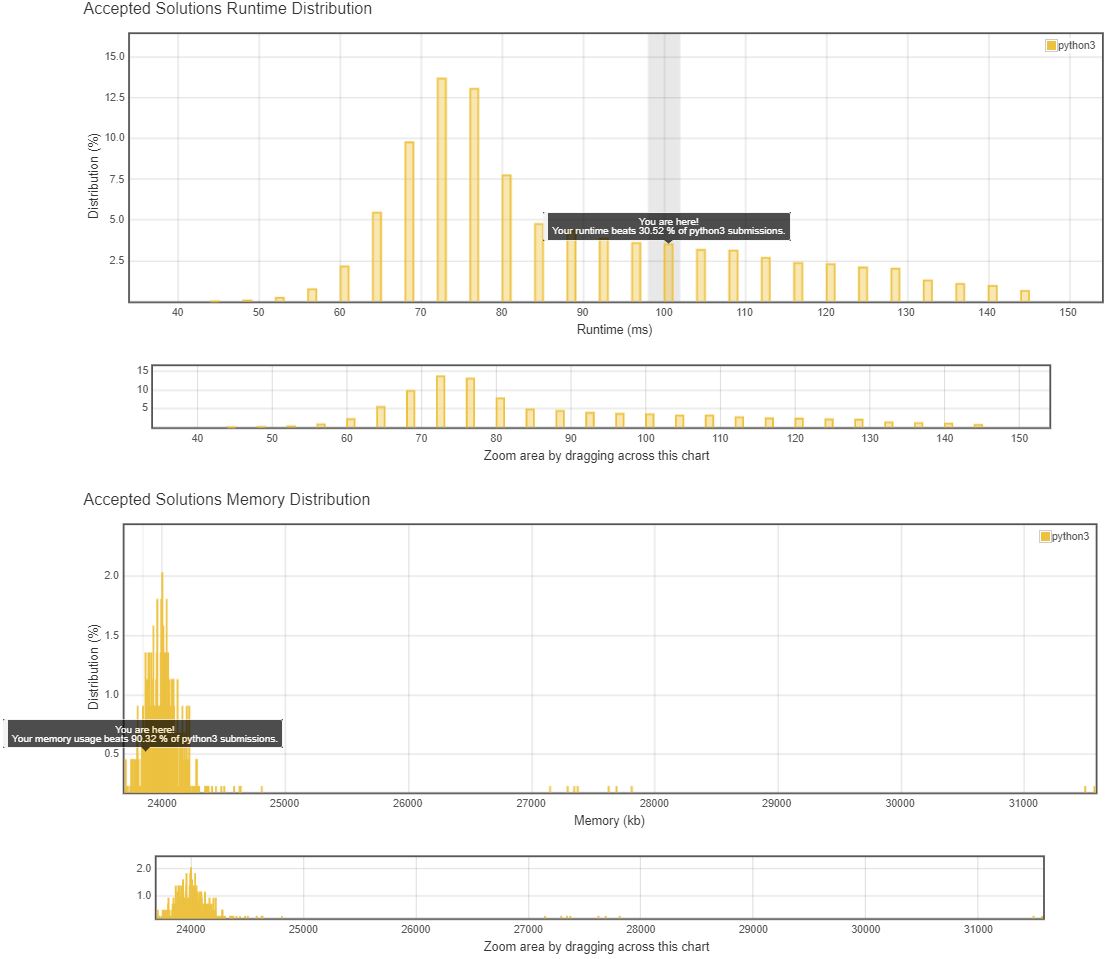 Accepted Solutions Runtime Distribution
python3
15.0
12.5
10.0
7.5
5.0
2.5
Distribution (%)
You are here!
Your runtime beats 30.52 % of python3 submissions.
40 50 60 70 80 90 100 110 120 130 140 150
Runtime (ms)
15
10
5
40 50 60 70 80 90 100 110 120 130 140 150
Zoom area by dragging across this chart
Accepted Solutions Memory Distribution
python3
2.0
1.5
1.0
0.5
Distribution (%)
You are here!
Your memory usage beats 90.32 % of python3 submissions.
24000 25000 26000 27000 28000 29000 30000 31000
Memory (kb)
2.0
1.0
24000 25000 26000 27000 28000 29000 30000 31000
Zoom area by dragging across this chart